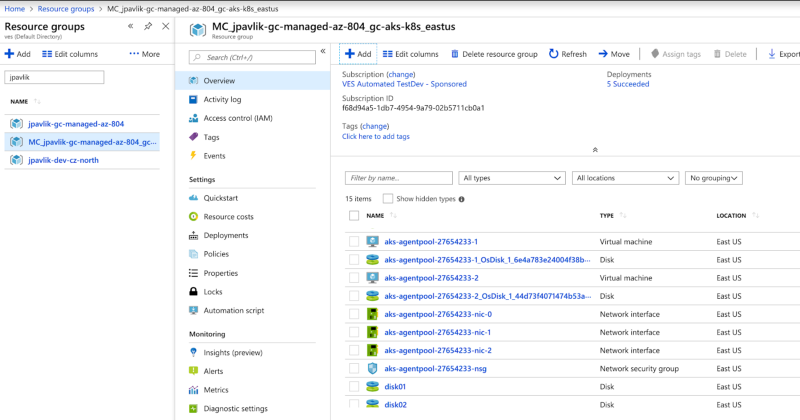 Home > Resource groups > MC_jpavlik-gc-managed-az-804_gc-aks-k8s_eastus
Resource groups
ves (Default Directory)
Add Edit columns More
jpavlik
NAME
jpavlik-gc-managed-az-804
MC_jpavlik-gc-managed-az-804_gc...
jpavlik-dev-cz-north
MC_jpavlik-gc-managed-az-804_gc-aks-k8s_eastus
Resource group
Search (Ctrl+/)
Overview
Activity log
Access control (IAM)
Tags
Events
Settings
Quickstart
Resource costs
Deployments
Policies
Properties
Locks
Automation script
Monitoring
Insights (preview)
Alerts
Metrics
Diagnostic settings
Add Edit columns Delete resource group Refresh Move Assign tags Delete Export
Subscription (change)
VES Automated TestDev - Sponsored
Deployments
5 Succeeded
Subscription ID
f68d94a5-1db7-4954-9a79-02b5711cb0a1
Tags (change)
Click here to add tags
Filter by name... All types All locations No grouping
15 items Show hidden types
NAME TYPE LOCATION
aks-agentpool-27654233-1 Virtual machine East US
aks-agentpool-27654233-1_OsDisk_1_6e4a783e24004f38b... Disk East US
aks-agentpool-27654233-2 Virtual machine East US
aks-agentpool-27654233-2_OsDisk_1_44d73f4071474b53a... Disk East US
aks-agentpool-27654233-nic-0 Network interface East US
aks-agentpool-27654233-nic-1 Network interface East US
aks-agentpool-27654233-nic-2 Network interface East US
aks-agentpool-27654233-nsg Network security group East US
disk01 Disk East US
disk02 Disk East US